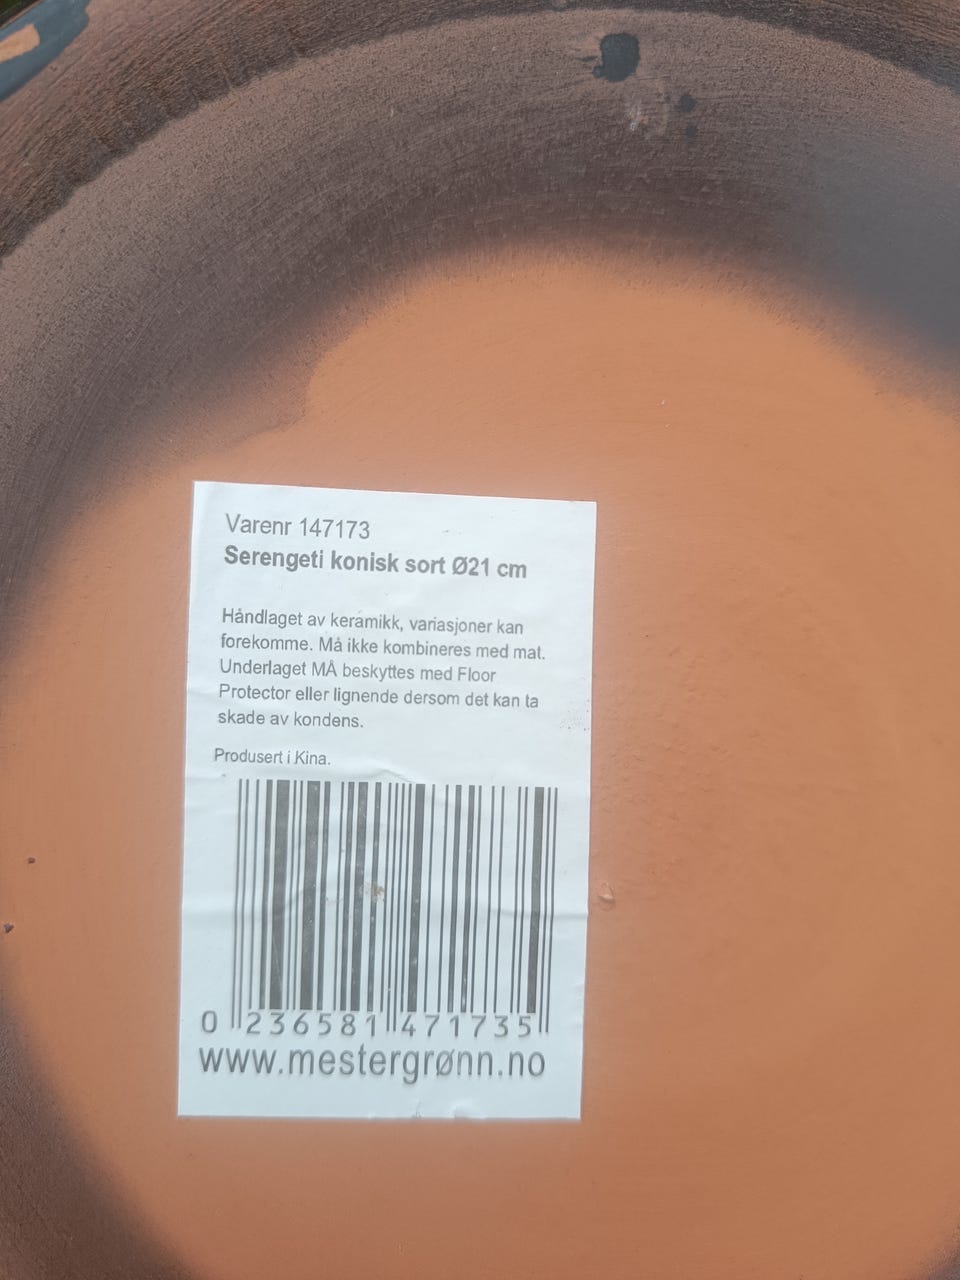 Varenr 147173
Serengeti konisk sort Ø21 cm
Håndlaget av keramikk, variasjoner kan
forekomme. Må ikke kombineres med mat.
Underlaget MÅ beskyttes med Floor
Protector eller lignende dersom det kan ta
skade av kondens.
Produsert i Kina.
0 236581 471735
www.mestergrønn.no